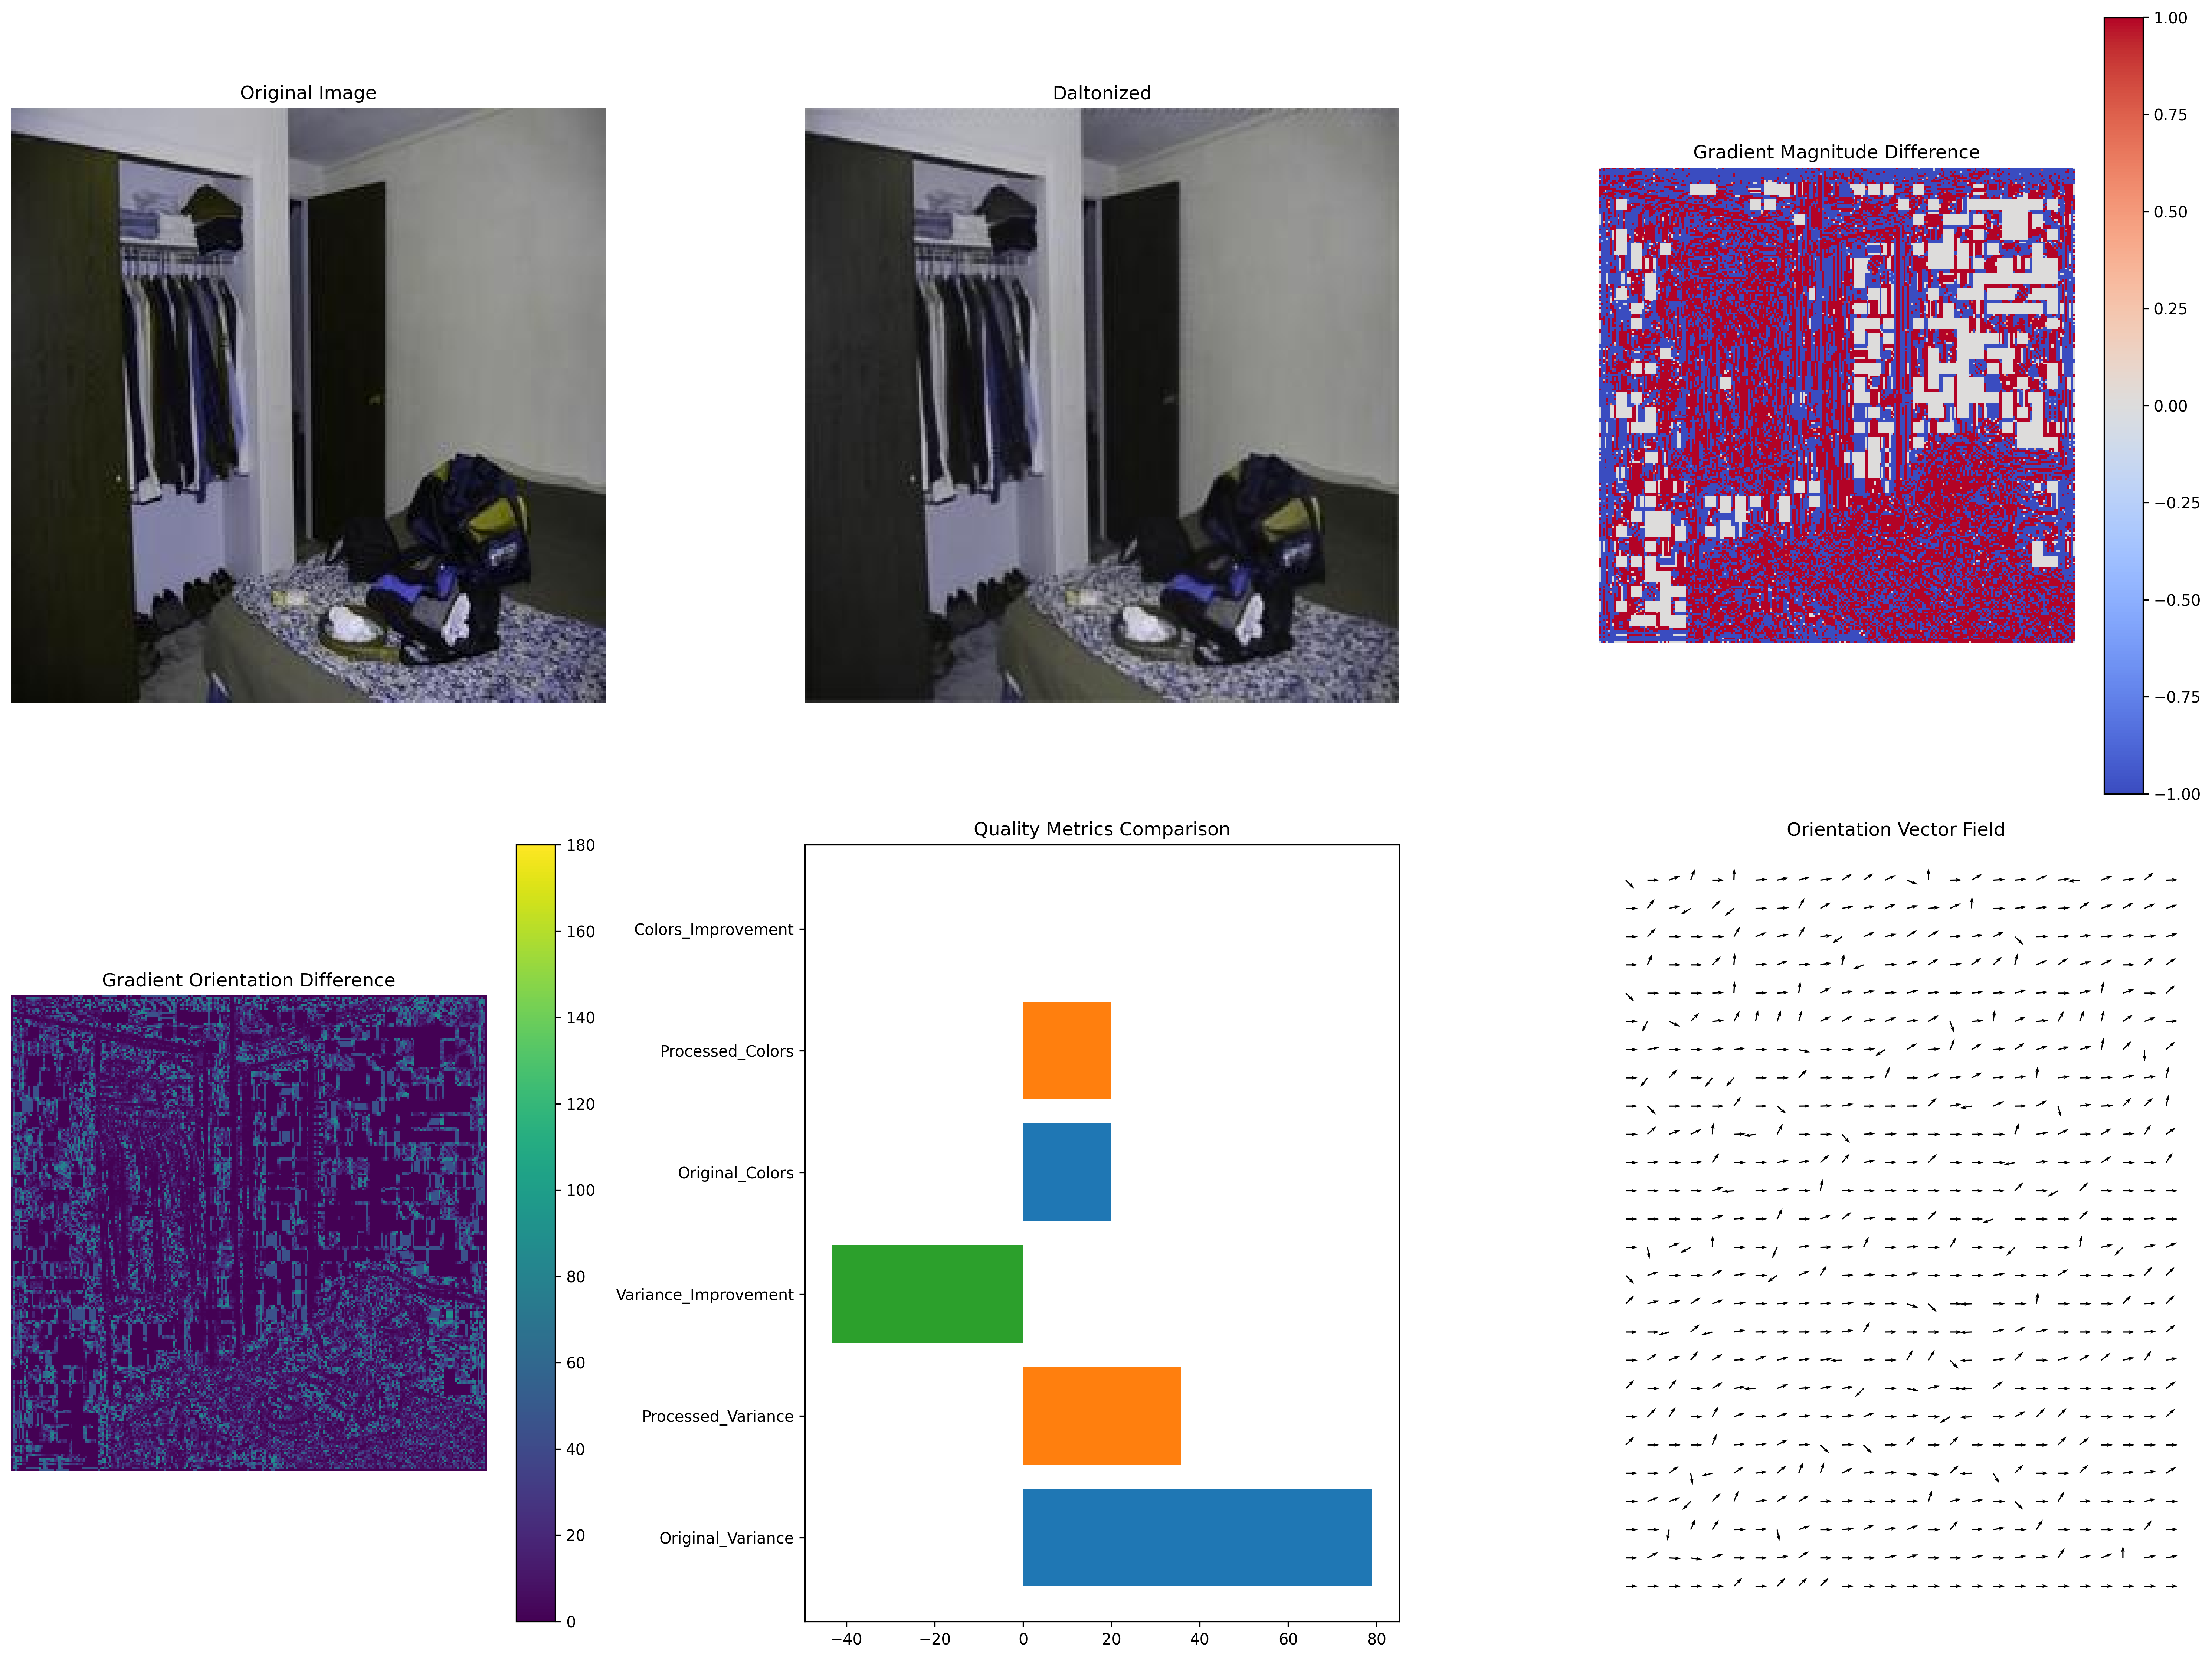 Original Image
Daltonized
Gradient Magnitude Difference
1.00
0.75
0.50
0.25
0.00
−0.25
−0.50
−0.75
−1.00
Gradient Orientation Difference
180
160
140
120
100
80
60
40
20
0
Quality Metrics Comparison
Colors_Improvement
Processed_Colors
Original_Colors
Variance_Improvement
Processed_Variance
Original_Variance
−40 −20 0 20 40 60 80
Orientation Vector Field